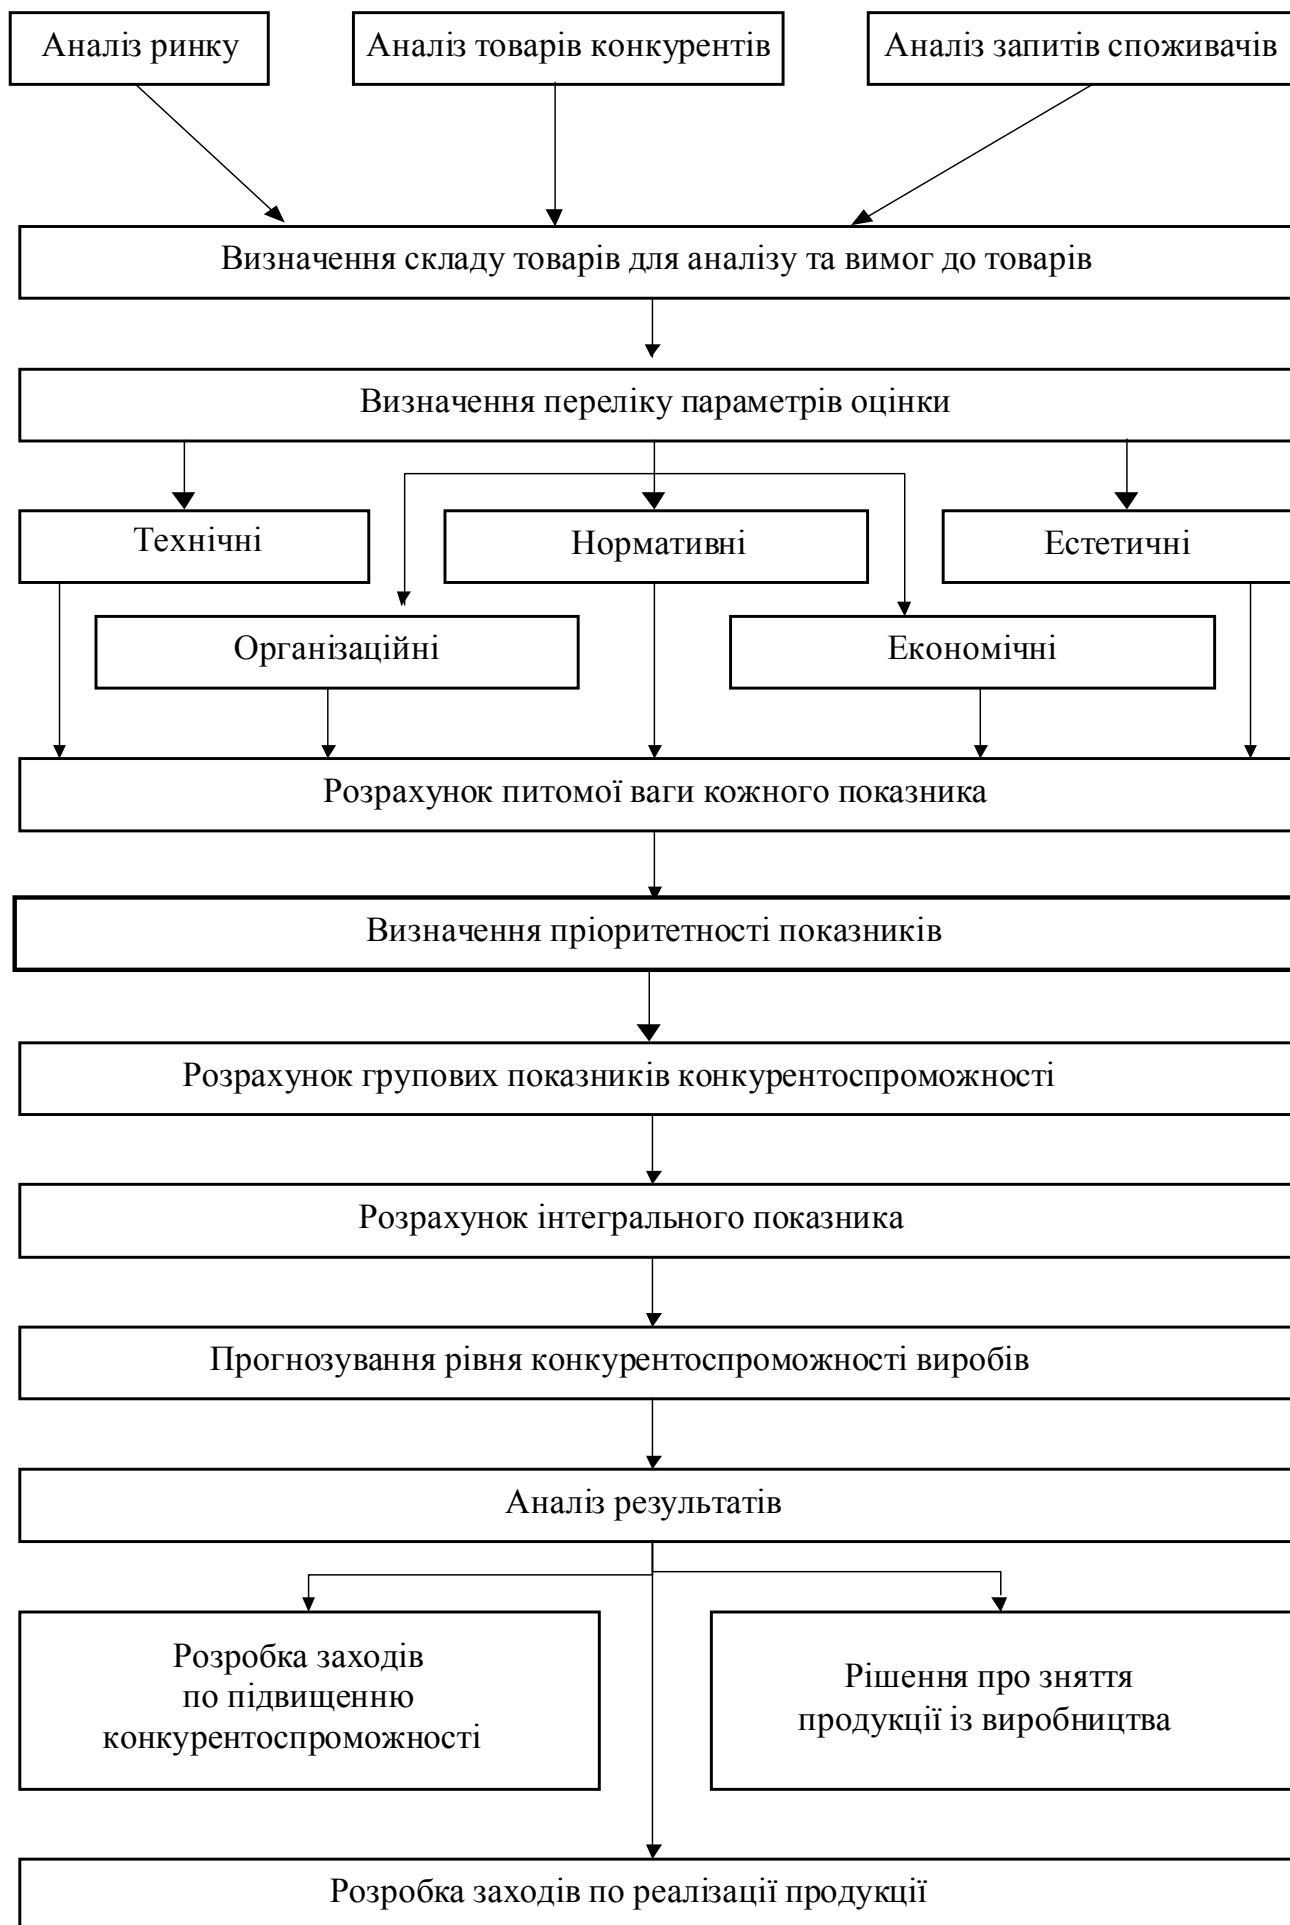 Аналіз ринку
Аналіз товарів конкурентів
Аналіз запитів споживачів
Визначення складу товарів для аналізу та вимог до товарів
Визначення переліку параметрів оцінки
Технічні
Нормативні
Естетичні
Організаційні
Економічні
Розрахунок питомої ваги кожного показника
Визначення пріоритетності показників
Розрахунок групових показників конкурентоспроможності
Розрахунок інтегрального показника
Прогнозування рівня конкурентоспроможності виробів
Аналіз результатів
Розробка заходів
по підвищенню
конкурентоспроможності
Рішення про зняття
продукції із виробництва
Розробка заходів по реалізації продукції